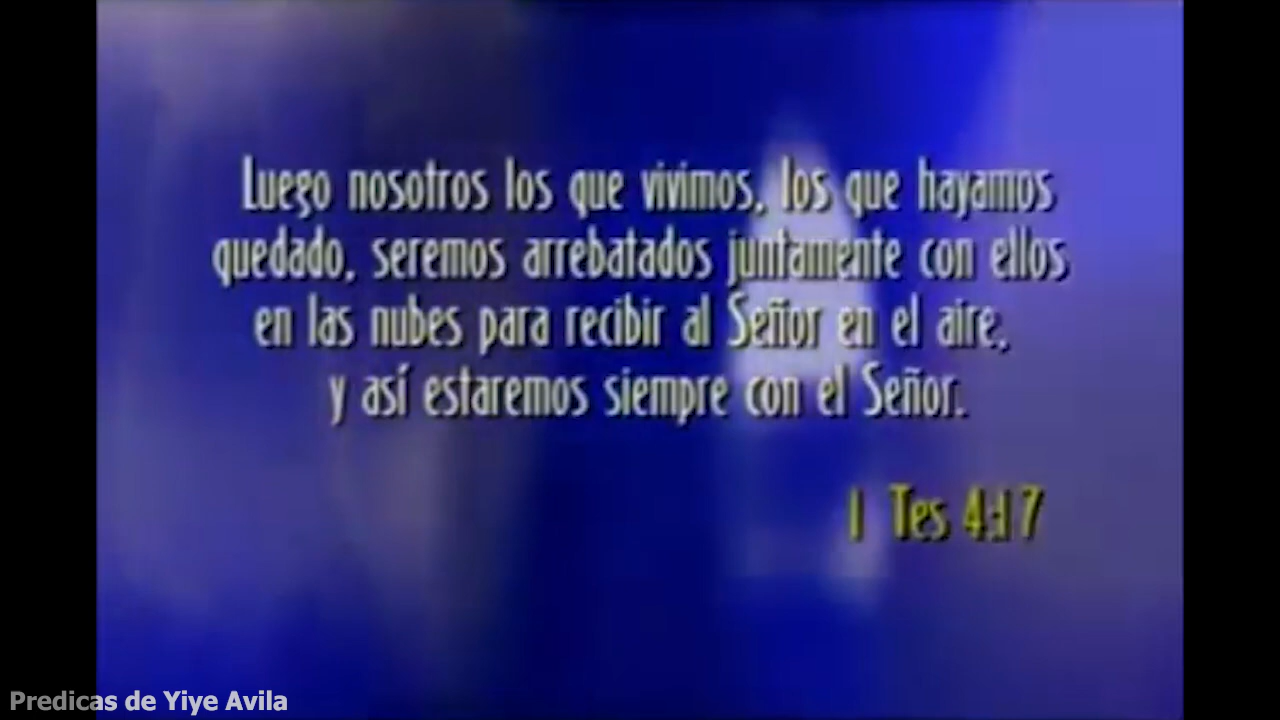 Luego nosotros los que vivimos, los que hayamos
quedado, seremos arrebatados juntamente con ellos
en las nubes para recibir al Señor en el aire,
y así estaremos siempre con el Señor.
1 Tes 4:17
Predicas de Yiye Avila